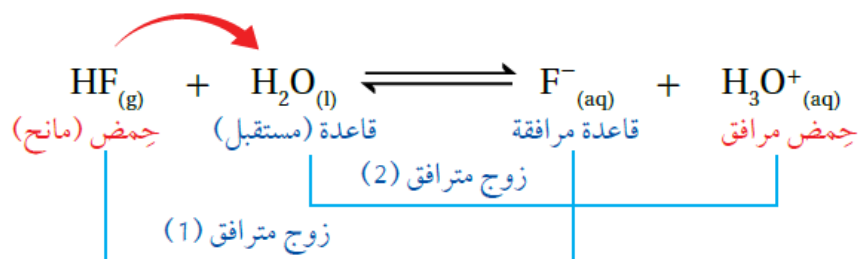 HF(g) + H₂O(l) ⇌ F⁻(aq) + H₃O⁺(aq)
حِمض (مانح) قاعدة (مستقبل) قاعدة مرافقة حِمض مرافق
زوج مترافق (2)
زوج مترافق (1)